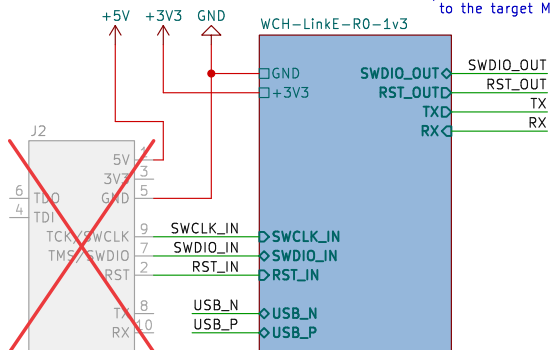 to the target M
+5V +3V3 GND
WCH-LinkE-R0-1v3
GND SWDIO_OUT SWDIO_OUT
+3V3 RST_OUT RST_OUT
TX TX
J2 RX RX
5V 1
3V3 3
6 TDO GND 5
4 TDI
TCK/SWCLK 9 SWCLK_IN SWCLK_IN
TMS/SWDIO 7 SWDIO_IN SWDIO_IN
RST 2 RST_IN RST_IN
TX 8 USB_N USB_N
RX 10 USB_P USB_P